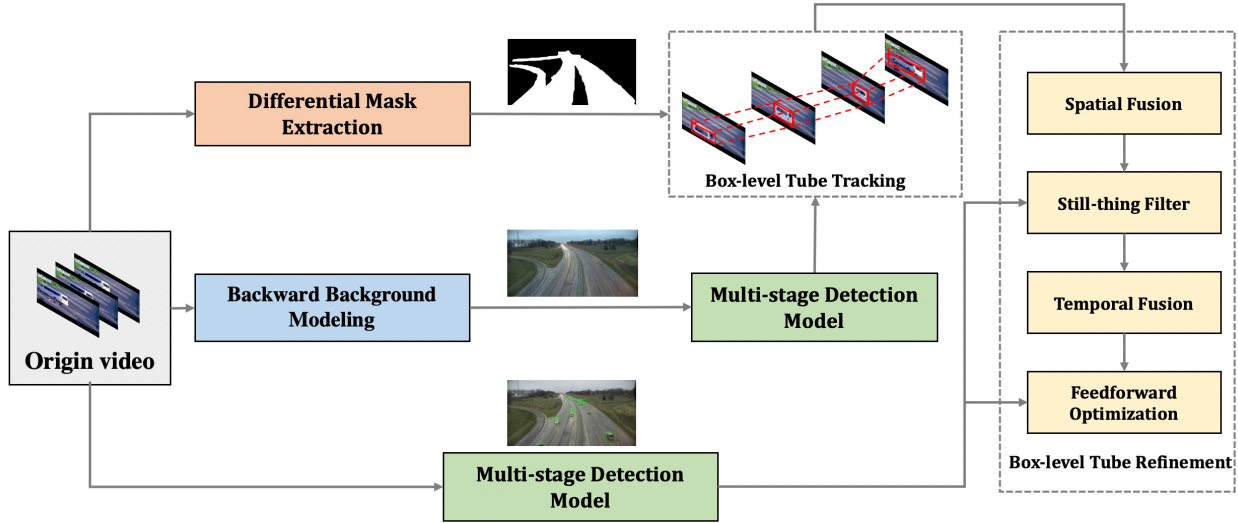 Differential Mask
Extraction
Box-level Tube Tracking
Spatial Fusion
Still-thing Filter
Origin video
Backward Background
Modeling
Multi-stage Detection
Model
Temporal Fusion
Multi-stage Detection
Model
Feedforward
Optimization
Box-level Tube Refinement